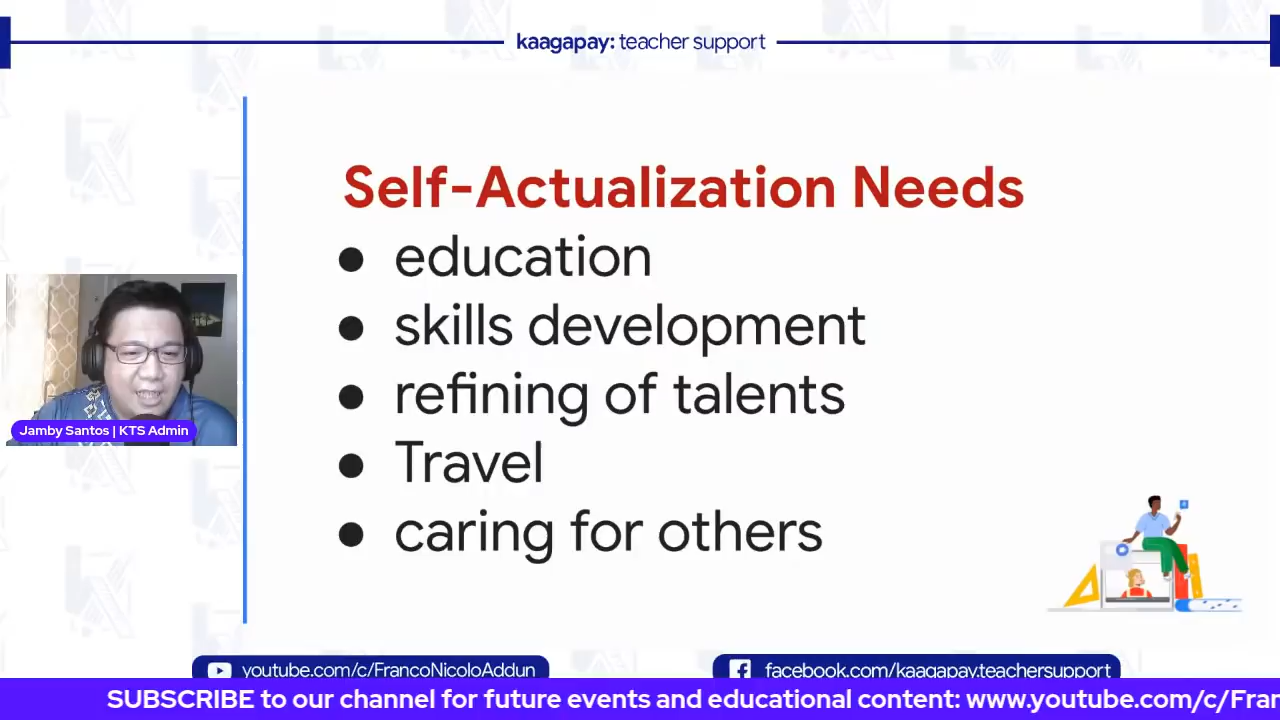 kaagapay: teacher support
Self-Actualization Needs
● education
● skills development
● refining of talents
● Travel
● caring for others
Jamby Santos | KTS Admin
youtube.com/c/FrancoNicoloAddun
facebook.com/kaagapay.teachersupport
SUBSCRIBE to our channel for future events and educational content: www.youtube.com/c/Fran